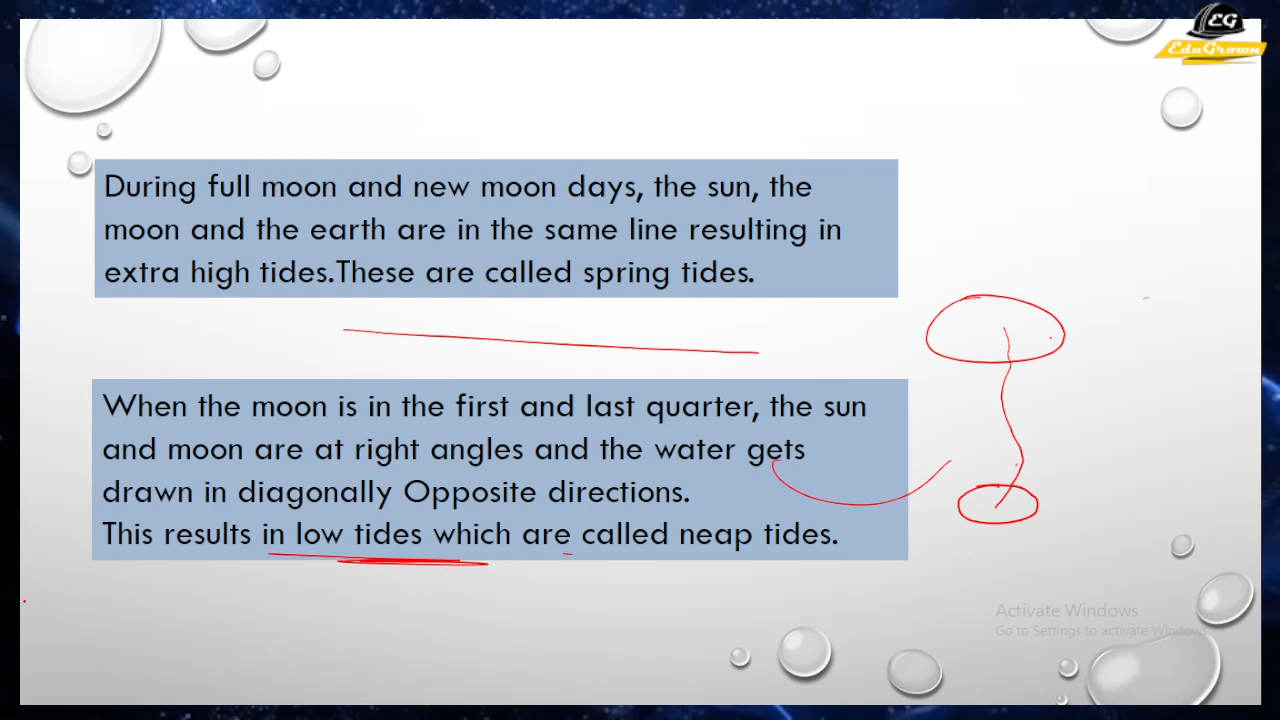 EG
EduGrown
During full moon and new moon days, the sun, the
moon and the earth are in the same line resulting in
extra high tides.These are called spring tides.
When the moon is in the first and last quarter, the sun
and moon are at right angles and the water gets
drawn in diagonally Opposite directions.
This results in low tides which are called neap tides.
Activate Windows
Go to Settings to activate Windows.